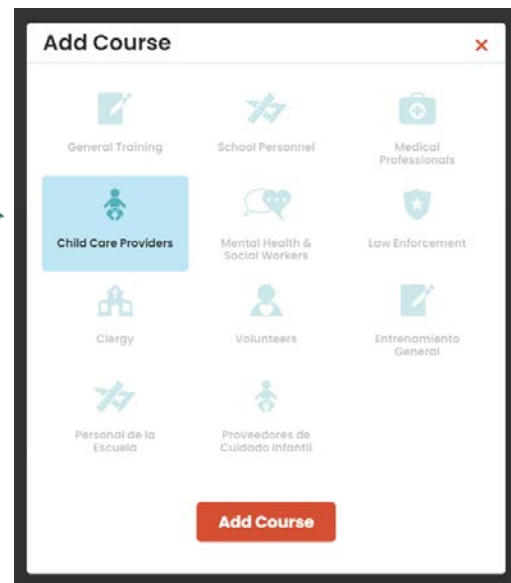 Add Course
×
General Training
School Personnel
Medical
Professionals
Child Care Providers
Mental Health &
Social Workers
Law Enforcement
Clergy
Volunteers
Entrenamiento
General
Personal de la
Escuela
Proveedores de
Cuidado Infantil
Add Course